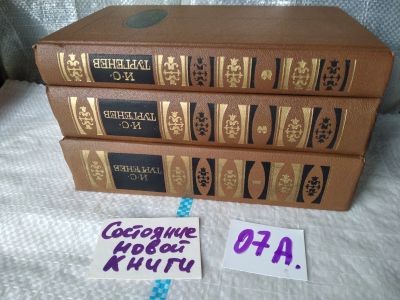 И·С·
ТУРГЕНЕВ
И·С·
ТУРГЕНЕВ
И·С·
ТУРГЕНЕВ
Состояние
новой
книги
07А.